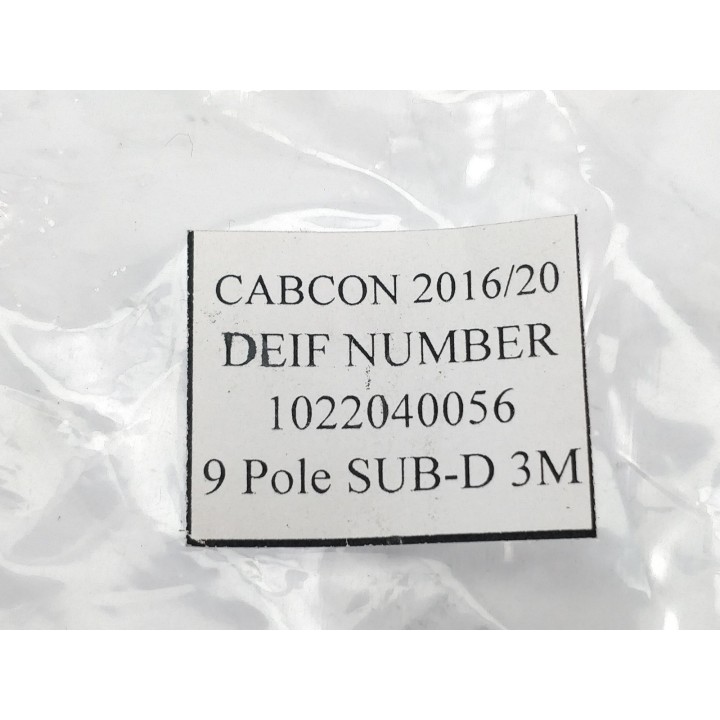 CABCON 2016/20
DEIF NUMBER
1022040056
9 Pole SUB-D 3M